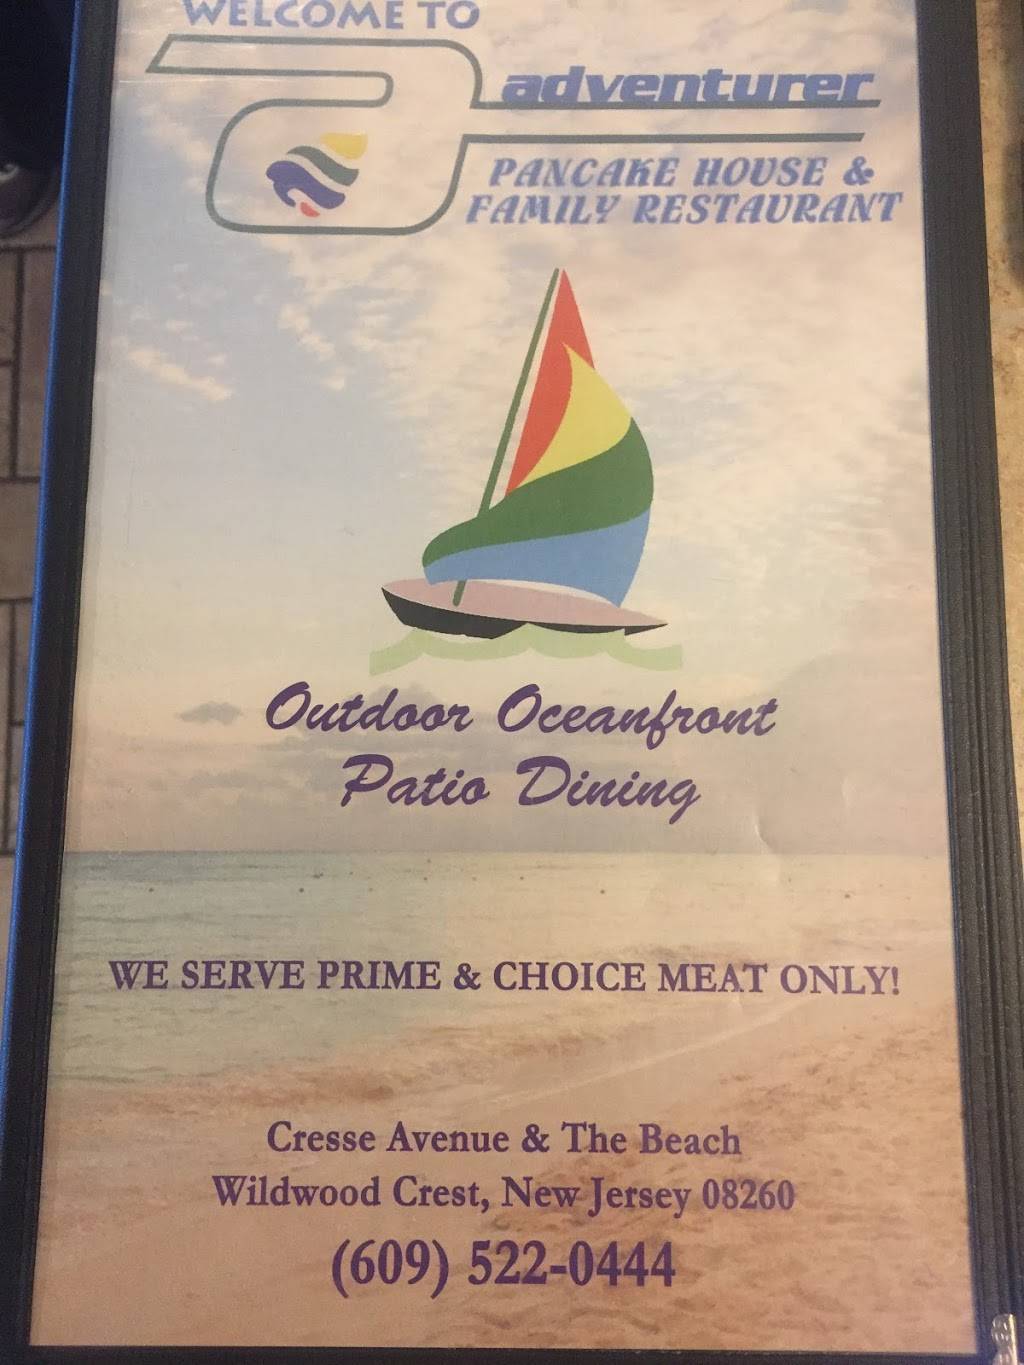 WELCOME TO
adventurer
PANCAKE HOUSE &
FAMILY RESTAURANT
Outdoor Oceanfront
Patio Dining
WE SERVE PRIME & CHOICE MEAT ONLY!
Cresse Avenue & The Beach
Wildwood Crest, New Jersey 08260
(609) 522-0444